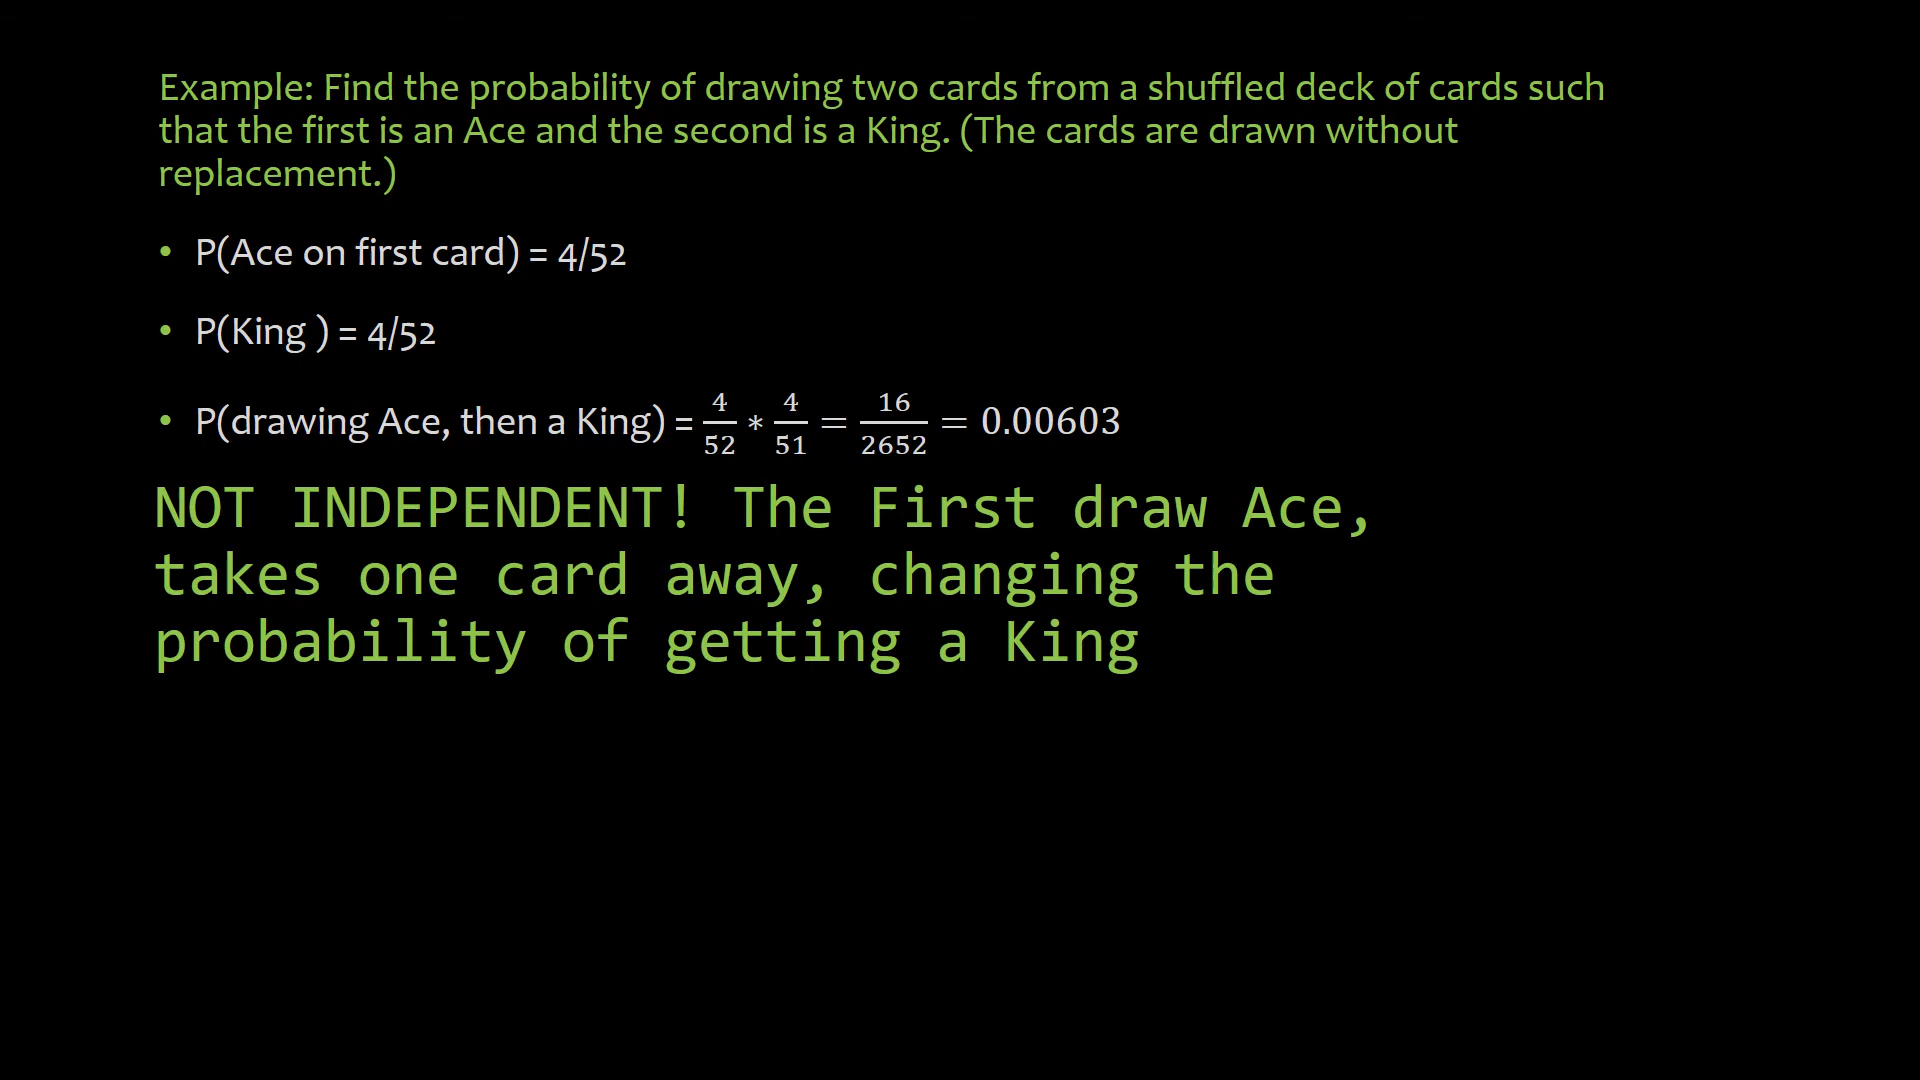 Example: Find the probability of drawing two cards from a shuffled deck of cards such
that the first is an Ace and the second is a King. (The cards are drawn without
replacement.)
• P(Ace on first card) = 4/52
• P(King ) = 4/52
• P(drawing Ace, then a King) = 4/52 * 4/51 = 16/2652 = 0.00603
NOT INDEPENDENT! The First draw Ace,
takes one card away, changing the
probability of getting a King